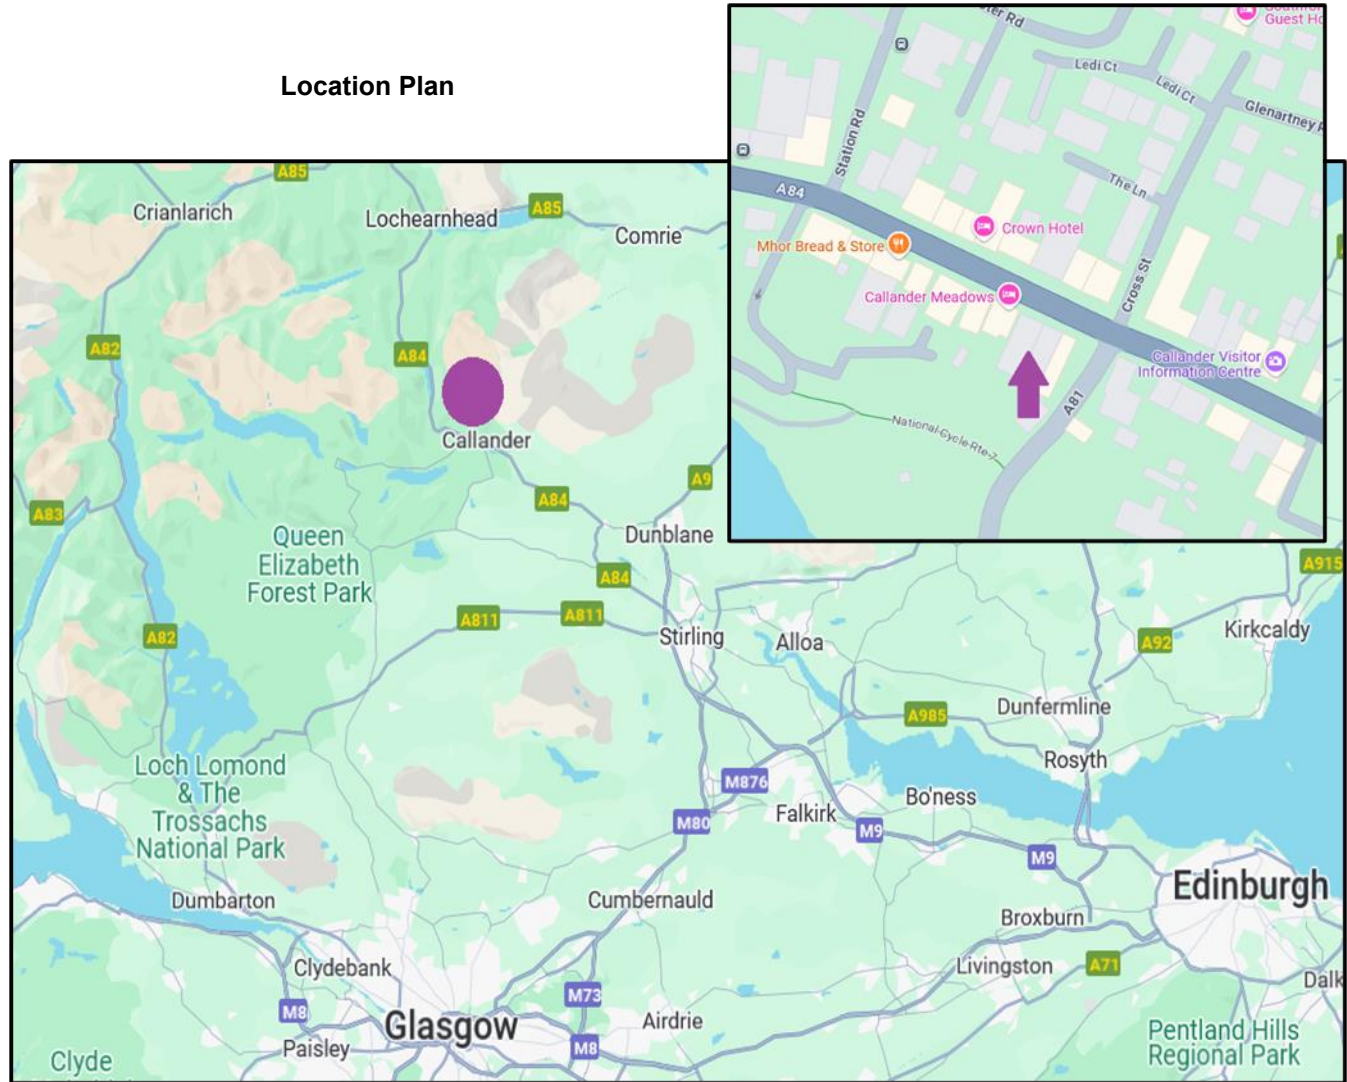 Location Plan
Guest Ho
Ledi Ct
Ledi Ct
Glenartney R
Station Rd
The Ln
A84
Crown Hotel
Mhor Bread & Store
Callander Meadows
Cross St
Callander Visitor
Information Centre
A81
National Cycle Rte 7
A85
Crianlarich
Lochearnhead
A85
Comrie
A82
A84
Callander
A9
A84
A83
Dunblane
Queen
Elizabeth
Forest Park
A915
A84
A811
A811
A82
Stirling
Alloa
A92
Kirkcaldy
Dunfermline
A985
Rosyth
Loch Lomond
& The
Trossachs
National Park
M876
Bo'ness
Falkirk
M80
M9
M9
Edinburgh
Dumbarton
Cumbernauld
Broxburn
Clydebank
Livingston
A71
Dalk
M73
M8
Glasgow
Airdrie
Paisley
M8
Pentland Hills
Regional Park
Clyde